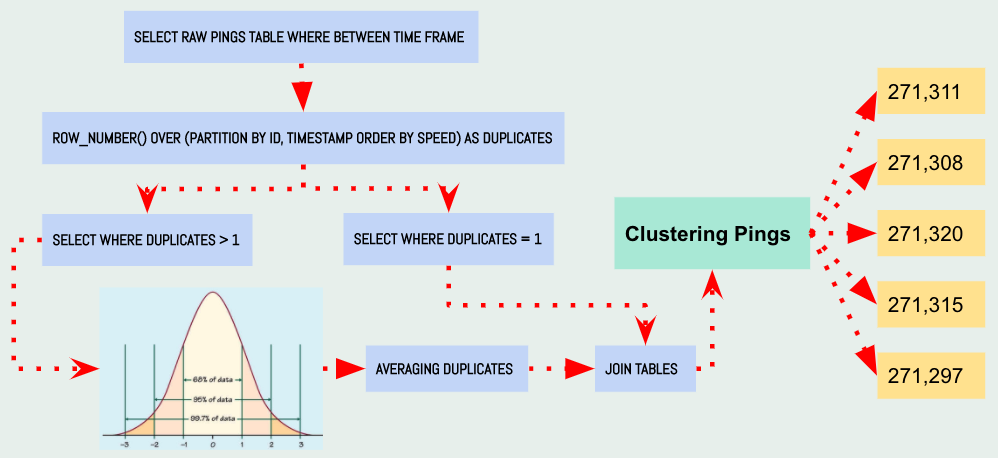 SELECT RAW PINGS TABLE WHERE BETWEEN TIME FRAME
ROW_NUMBER() OVER (PARTITION BY ID, TIMESTAMP ORDER BY SPEED) AS DUPLICATES
SELECT WHERE DUPLICATES > 1
SELECT WHERE DUPLICATES = 1
68% of data
95% of data
99.7% of data
-3 -2 -1 0 1 2 3
AVERAGING DUPLICATES
JOIN TABLES
Clustering Pings
271,311
271,308
271,320
271,315
271,297